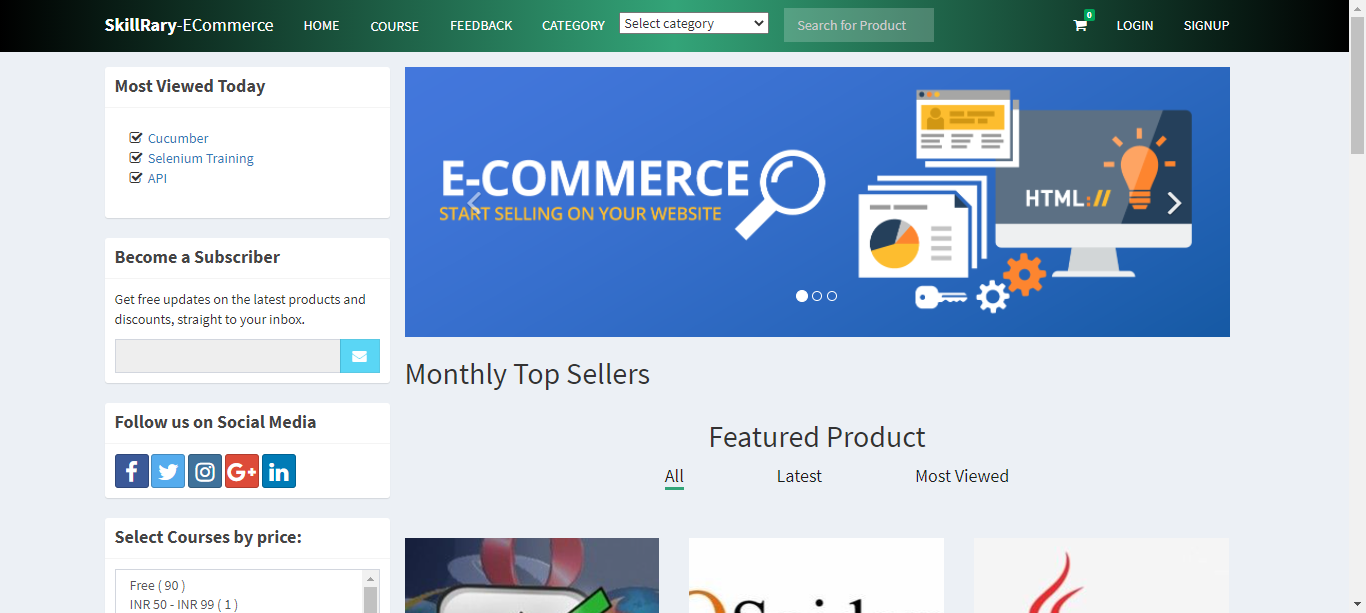 SkillRary-ECommerce HOME COURSE FEEDBACK CATEGORY Select category Search for Product 0 LOGIN SIGNUP
Most Viewed Today
Cucumber
Selenium Training
API
Become a Subscriber
Get free updates on the latest products and
discounts, straight to your inbox.
Follow us on Social Media
f G+ in
Select Courses by price:
Free ( 90 )
INR 50 - INR 99 ( 1 )
E-COMMERCE
START SELLING ON YOUR WEBSITE
HTML://
Monthly Top Sellers
Featured Product
All Latest Most Viewed